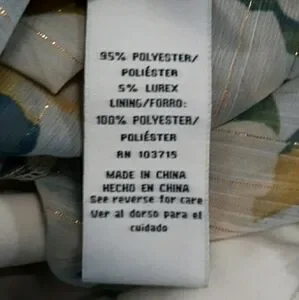 95% POLYESTER/
POLIÉSTER
5% LUREX
LINING/FORRO:
100% POLYESTER/
POLIÉSTER
RN 103715
MADE IN CHINA
HECHO EN CHINA
See reverse for care
Ver al dorso para el
cuidado